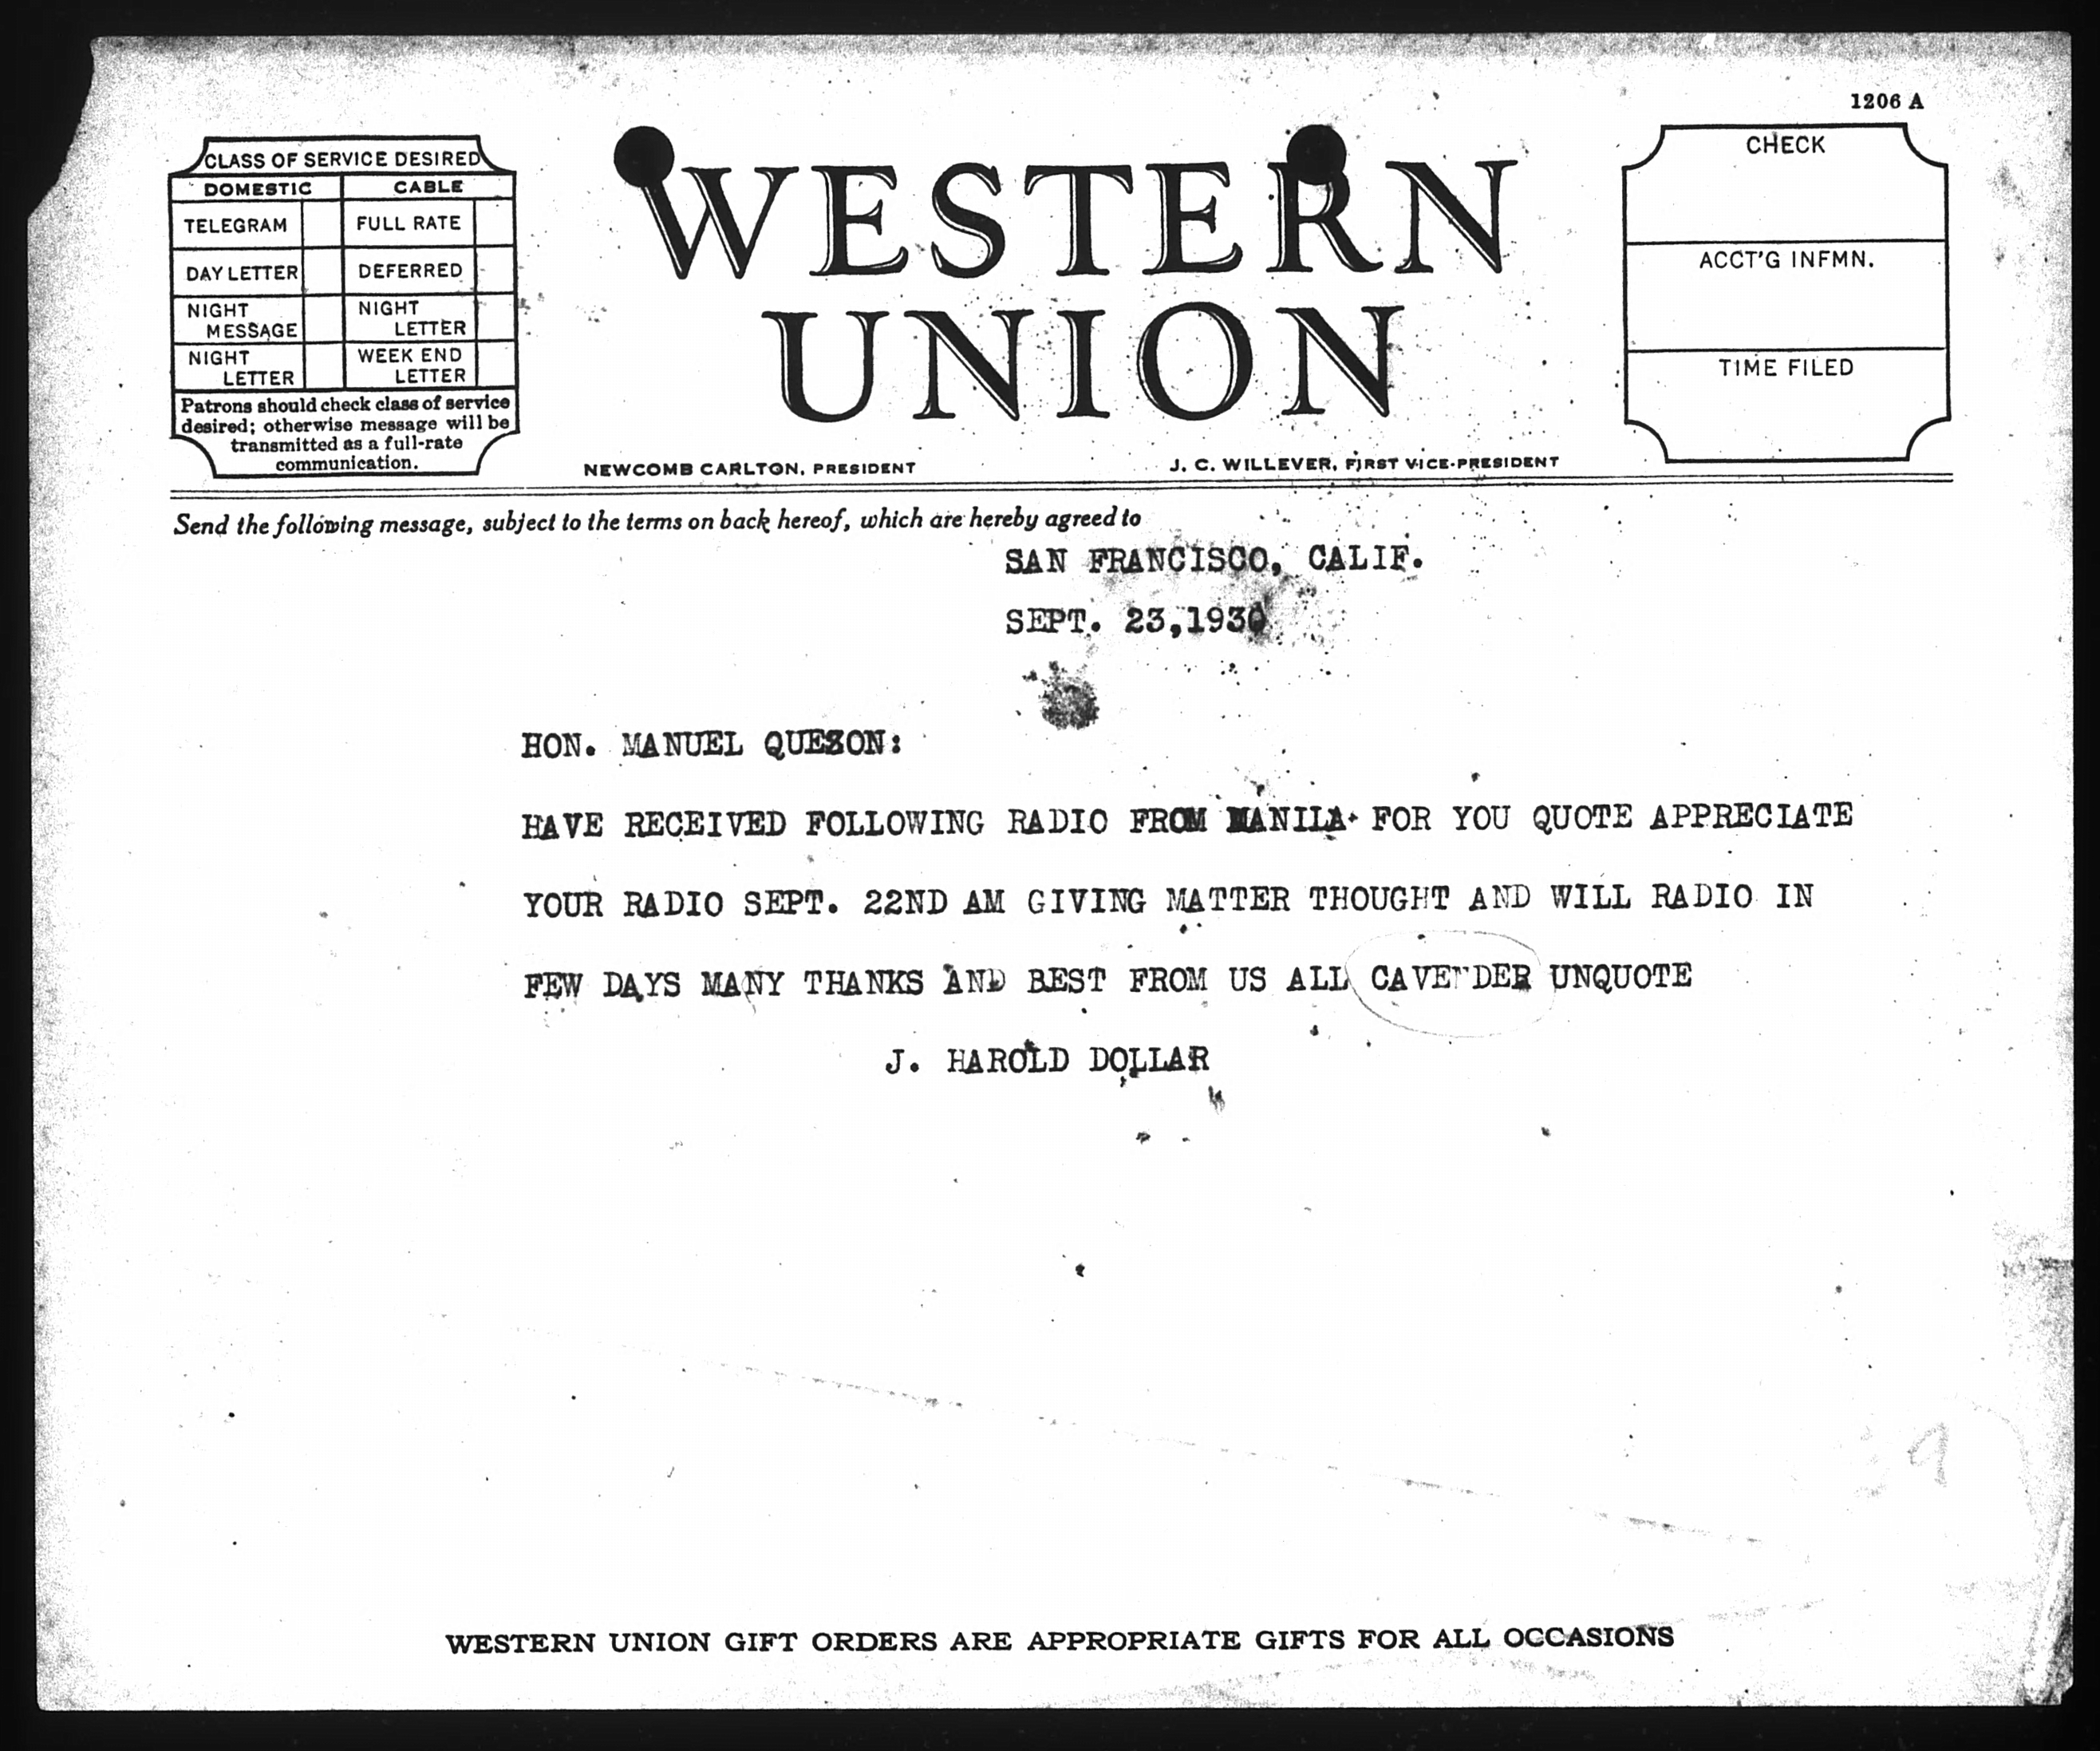 1206 A
CLASS OF SERVICE DESIRED
DOMESTIC CABLE
TELEGRAM FULL RATE
DAY LETTER DEFERRED
NIGHT MESSAGE NIGHT LETTER
NIGHT LETTER WEEK END LETTER
Patrons should check class of service
desired; otherwise message will be
transmitted as a full-rate
communication.
WESTERN
UNION
NEWCOMB CARLTON, PRESIDENT J. C. WILLEVER, FIRST VICE-PRESIDENT
CHECK
ACCT'G INFMN.
TIME FILED
Send the following message, subject to the terms on back hereof, which are hereby agreed to
SAN FRANCISCO, CALIF.
SEPT. 23,1930
HON. MANUEL QUEZON:
HAVE RECEIVED FOLLOWING RADIO FROM MANILA FOR YOU QUOTE APPRECIATE
YOUR RADIO SEPT. 22ND AM GIVING MATTER THOUGHT AND WILL RADIO IN
FEW DAYS MANY THANKS AND BEST FROM US ALL CAVENDER UNQUOTE
J. HAROLD DOLLAR
WESTERN UNION GIFT ORDERS ARE APPROPRIATE GIFTS FOR ALL OCCASIONS